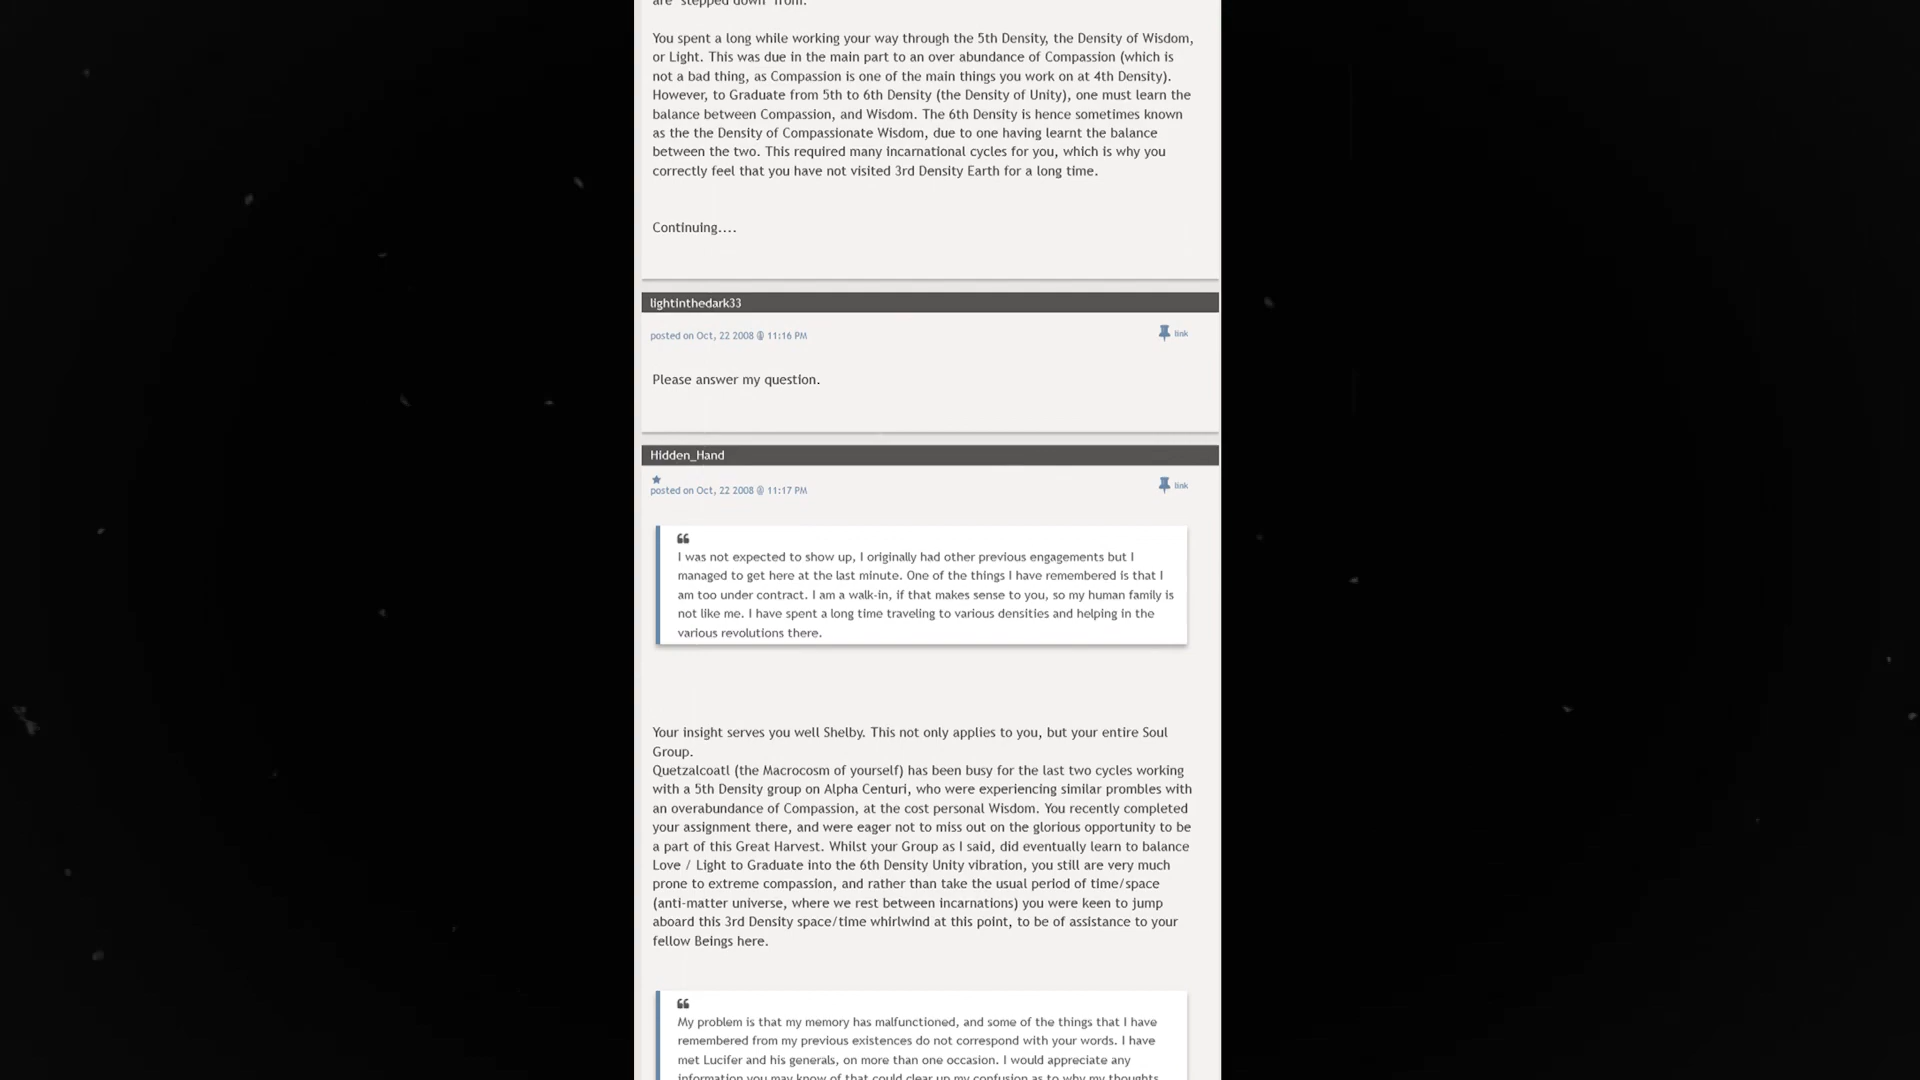 are "stepped down" from.
You spent a long while working your way through the 5th Density, the Density of Wisdom,
or Light. This was due in the main part to an over abundance of Compassion (which is
not a bad thing, as Compassion is one of the main things you work on at 4th Density).
However, to Graduate from 5th to 6th Density (the Density of Unity), one must learn the
balance between Compassion, and Wisdom. The 6th Density is hence sometimes known
as the the Density of Compassionate Wisdom, due to one having learnt the balance
between the two. This required many incarnational cycles for you, which is why you
correctly feel that you have not visited 3rd Density Earth for a long time.
Continuing....
lightinthedark33
posted on Oct, 22 2008 @ 11:16 PM
link
Please answer my question.
Hidden_Hand
posted on Oct, 22 2008 @ 11:17 PM
link
I was not expected to show up, I originally had other previous engagements but I
managed to get here at the last minute. One of the things I have remembered is that I
am too under contract. I am a walk-in, if that makes sense to you, so my human family is
not like me. I have spent a long time traveling to various densities and helping in the
various revolutions there.
Your insight serves you well Shelby. This not only applies to you, but your entire Soul
Group.
Quetzalcoatl (the Macrocosm of yourself) has been busy for the last two cycles working
with a 5th Density group on Alpha Centuri, who were experiencing similar prombles with
an overabundance of Compassion, at the cost personal Wisdom. You recently completed
your assignment there, and were eager not to miss out on the glorious opportunity to be
a part of this Great Harvest. Whilst your Group as I said, did eventually learn to balance
Love / Light to Graduate into the 6th Density Unity vibration, you still are very much
prone to extreme compassion, and rather than take the usual period of time/space
(anti-matter universe, where we rest between incarnations) you were keen to jump
aboard this 3rd Density space/time whirlwind at this point, to be of assistance to your
fellow Beings here.
My problem is that my memory has malfunctioned, and some of the things that I have
remembered from my previous existences do not correspond with your words. I have
met Lucifer and his generals, on more than one occasion. I would appreciate any
information you may know of that could clear up my confusion as to why my thoughts